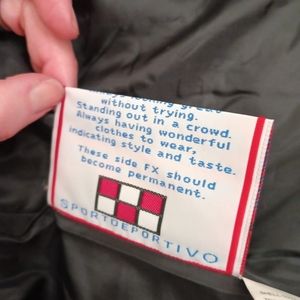 without trying.
Standing out in a crowd.
Always having wonderful
clothes to wear,
indicating style and taste.
These side FX should
become permanent.
SPORTDEPORTIVO